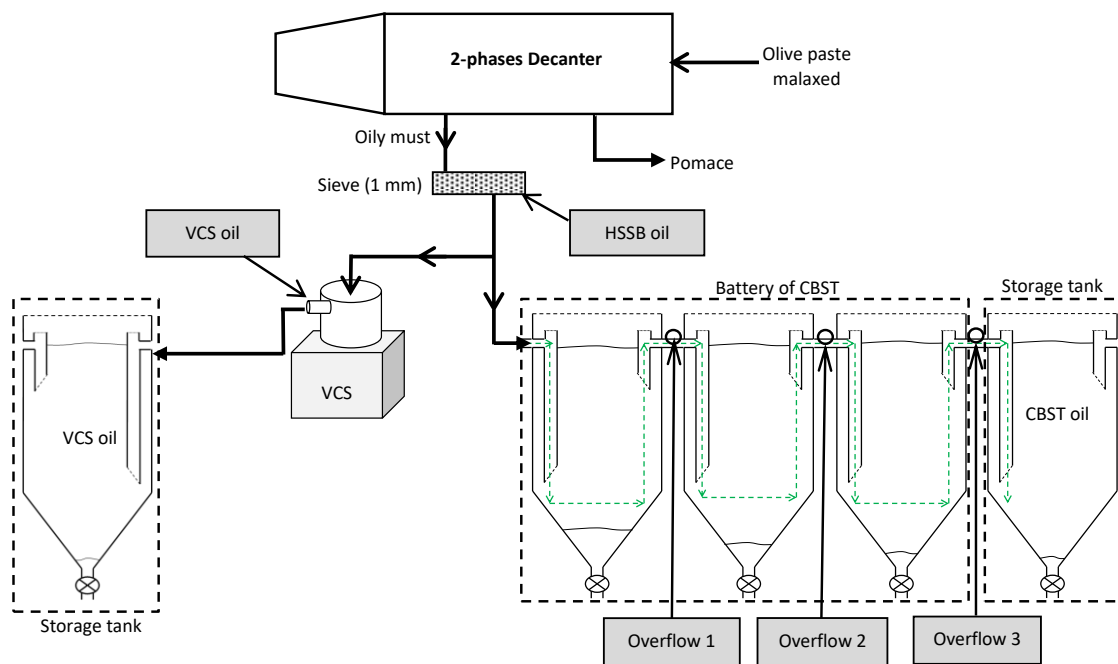 2-phases Decanter
Olive paste
malaxed
Oily must
Pomace
Sieve (1 mm)
VCS oil
HSSB oil
Battery of CBST
Storage tank
VCS
VCS oil
CBST oil
Storage tank
Overflow 1
Overflow 2
Overflow 3